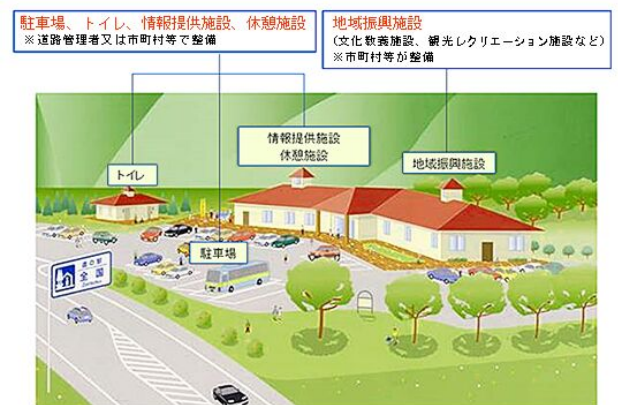 駐車場、トイレ、情報提供施設、休憩施設
※道路管理者又は市町村等で整備
地域振興施設
(文化教養施設、観光レクリエーション施設など)
※市町村等が整備
情報提供施設
休憩施設
トイレ
地域振興施設
駐車場
道の駅
全国